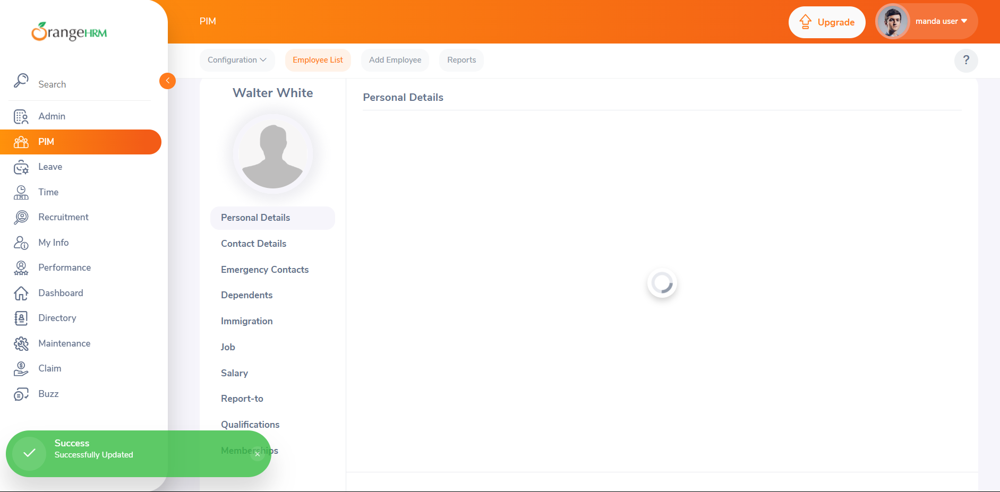 OrangeHRM
PIM
Upgrade
manda user
Configuration
Employee List
Add Employee
Reports
?
Search
Admin
PIM
Leave
Time
Recruitment
My Info
Performance
Dashboard
Directory
Maintenance
Claim
Buzz
Walter White
Personal Details
Contact Details
Emergency Contacts
Dependents
Immigration
Job
Salary
Report-to
Qualifications
Memberships
Personal Details
Success
Successfully Updated